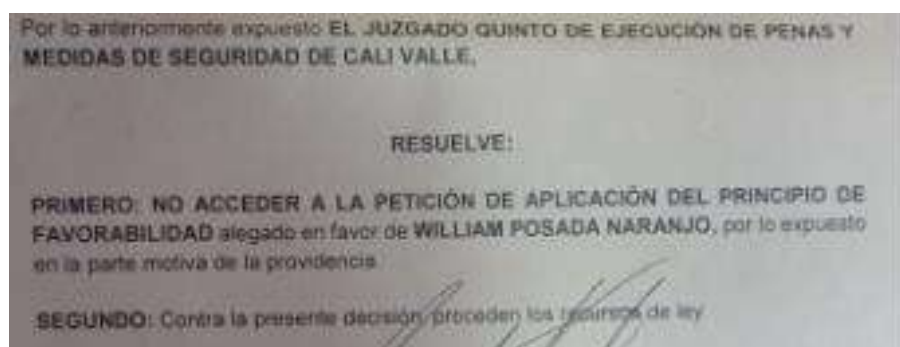 Por lo anteriormente expuesto EL JUZGADO QUINTO DE EJECUCIÓN DE PENAS Y
MEDIDAS DE SEGURIDAD DE CALI VALLE,
RESUELVE:
PRIMERO: NO ACCEDER A LA PETICIÓN DE APLICACIÓN DEL PRINCIPIO DE
FAVORABILIDAD alegado en favor de WILLIAM POSADA NARANJO, por lo expuesto
en la parte motiva de la providencia.
SEGUNDO: Contra la presente decisión, proceden los recursos de ley